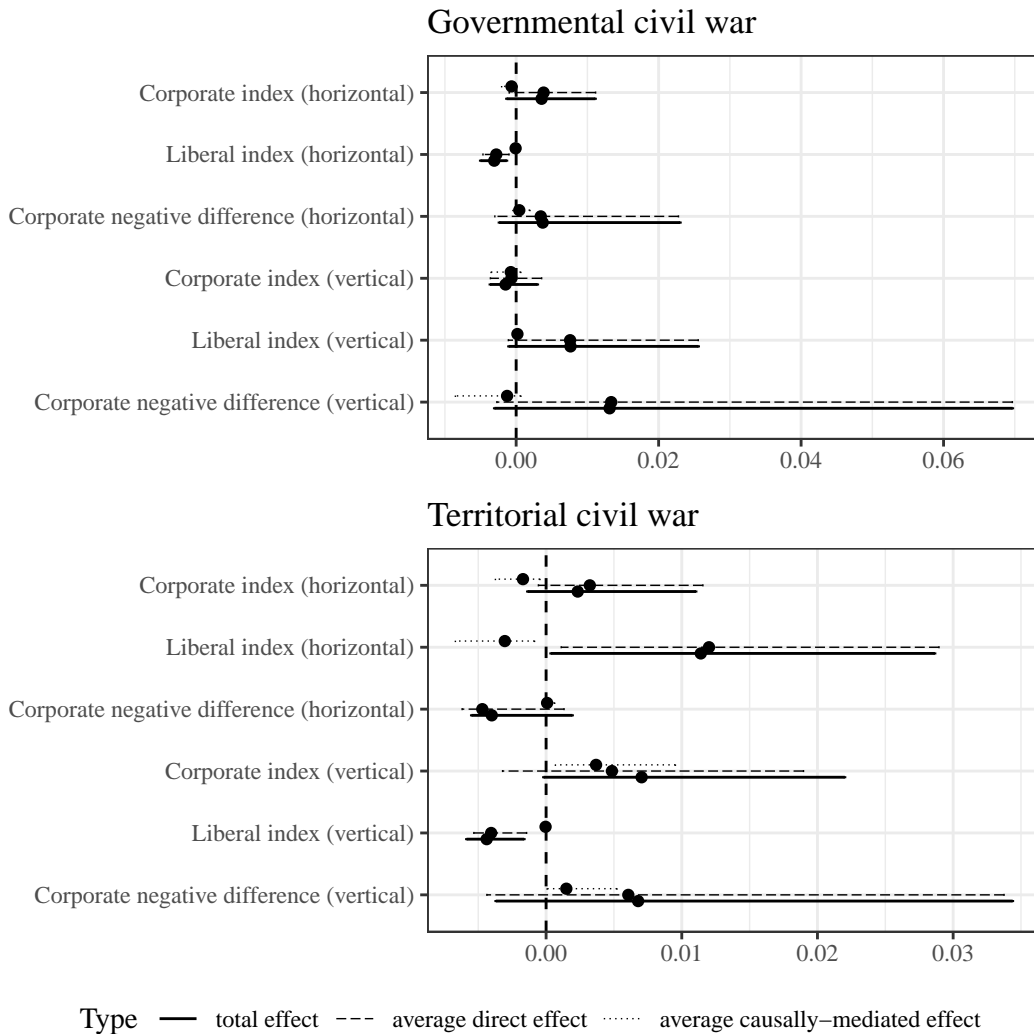 Governmental civil war
Corporate index (horizontal)
Liberal index (horizontal)
Corporate negative difference (horizontal)
Corporate index (vertical)
Liberal index (vertical)
Corporate negative difference (vertical)
0.00 0.02 0.04 0.06
Territorial civil war
Corporate index (horizontal)
Liberal index (horizontal)
Corporate negative difference (horizontal)
Corporate index (vertical)
Liberal index (vertical)
Corporate negative difference (vertical)
0.00 0.01 0.02 0.03
Type total effect average direct effect average causally−mediated effect